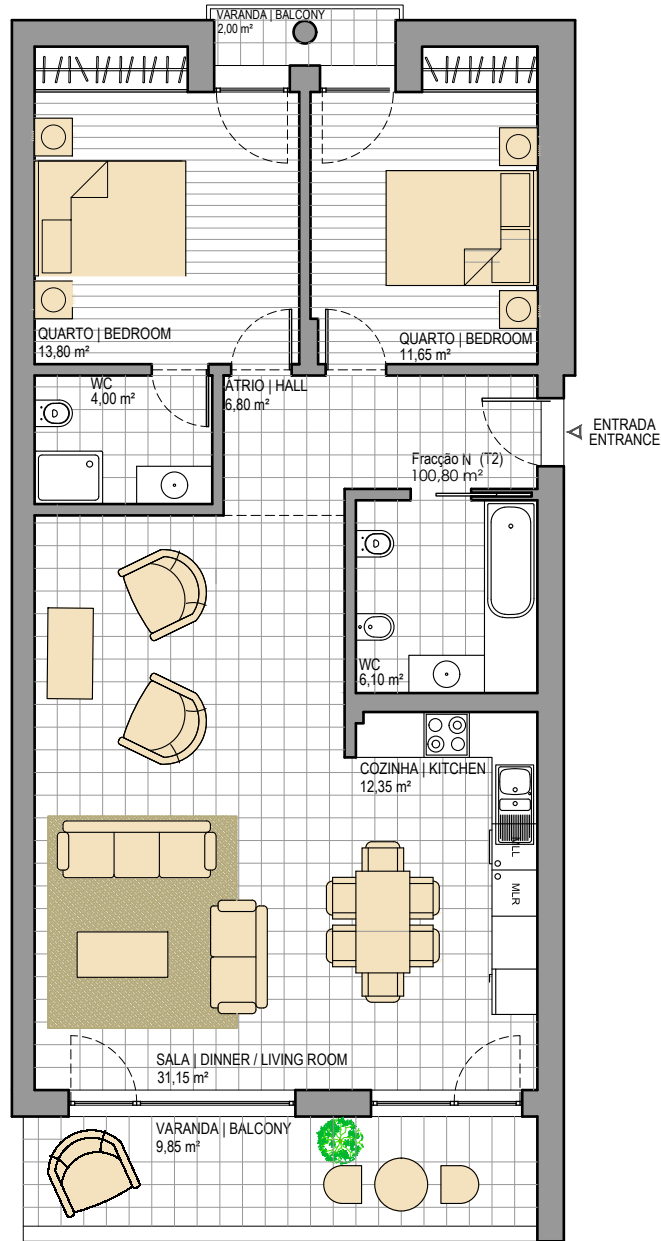 VARANDA | BALCONY
2,00 m²
QUARTO | BEDROOM
13,80 m²
QUARTO | BEDROOM
11,65 m²
WC
4,00 m²
ÁTRIO | HALL
6,80 m²
ENTRADA
ENTRANCE
Fracção N (T2)
100,80 m²
WC
6,10 m²
COZINHA | KITCHEN
12,35 m²
MLL
MLR
SALA | DINNER / LIVING ROOM
31,15 m²
VARANDA | BALCONY
9,85 m²